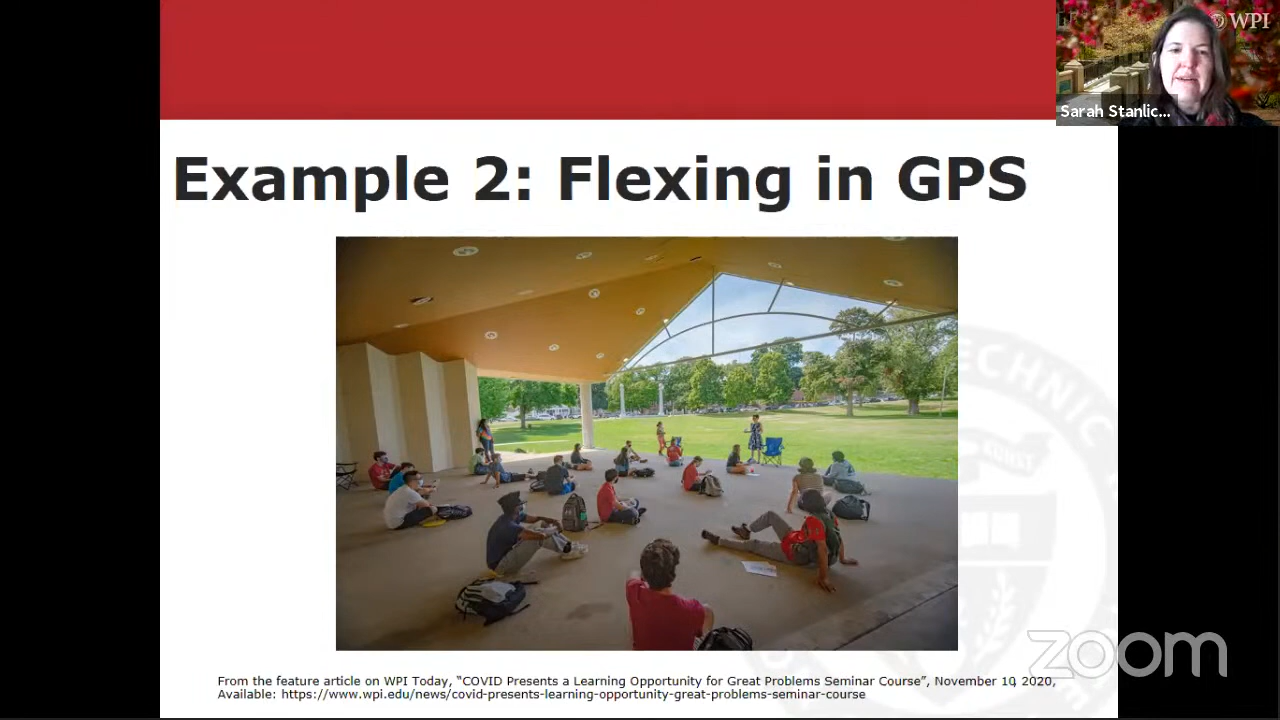 WPI
Sarah Stanlic...
Example 2: Flexing in GPS
TECHNIC
KUNST
zoom
From the feature article on WPI Today, “COVID Presents a Learning Opportunity for Great Problems Seminar Course”, November 10, 2020,
Available: https://www.wpi.edu/news/covid-presents-learning-opportunity-great-problems-seminar-course